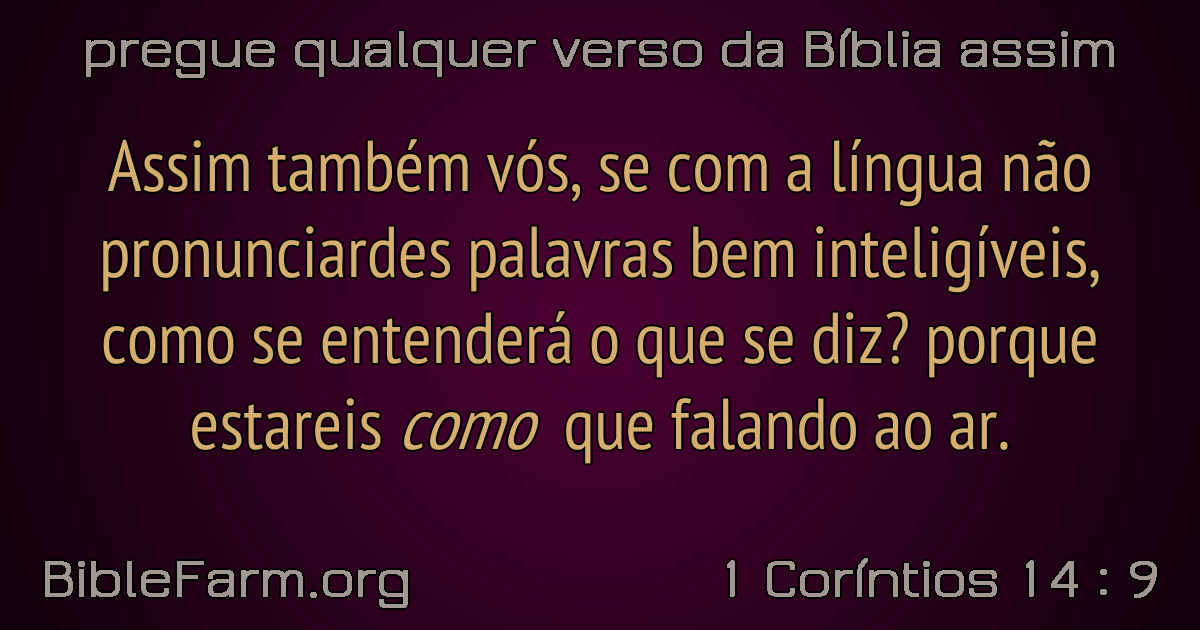 pregue qualquer verso da Bíblia assim
Assim também vós, se com a língua não
pronunciardes palavras bem inteligíveis,
como se entenderá o que se diz? porque
estareis como que falando ao ar.
BibleFarm.org
1 Coríntios 14 : 9